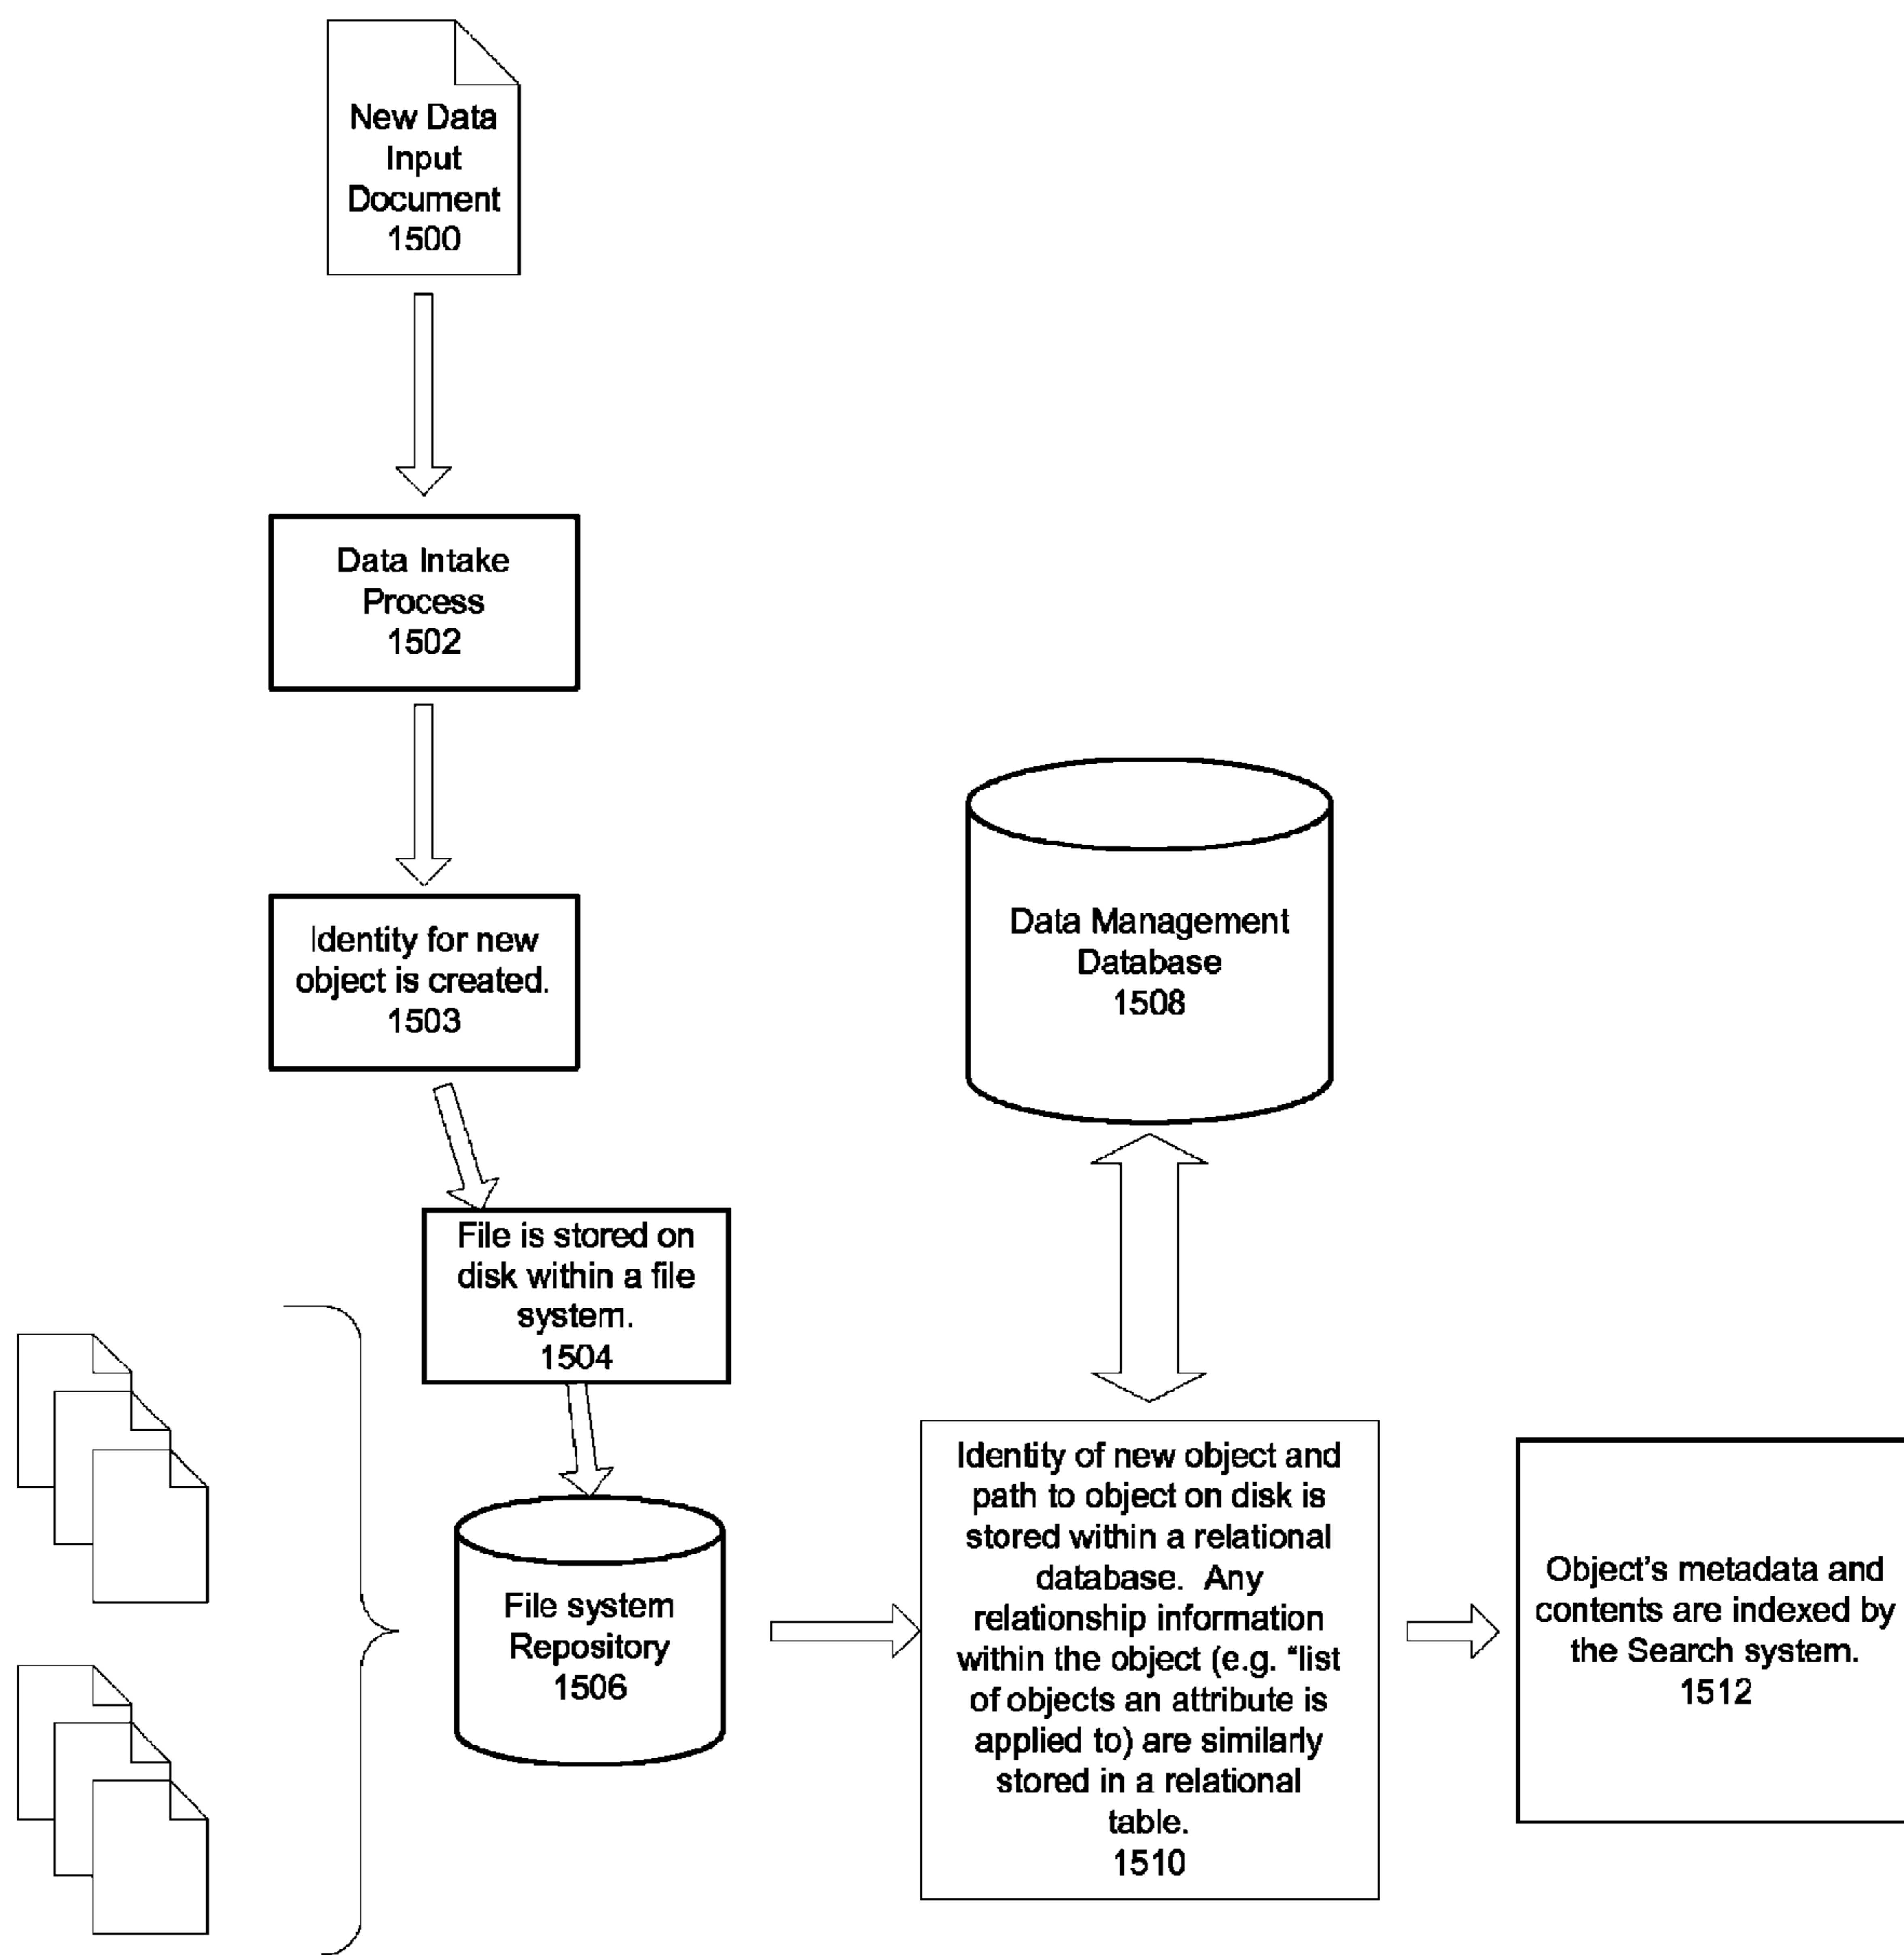 New Data
Input
Document
1500
Data Intake
Process
1502
Identity for new
object is created.
1503
File is stored on
disk within a file
system.
1504
File system
Repository
1506
Data Management
Database
1508
Identity of new object and
path to object on disk is
stored within a relational
database.  Any
relationship information
within the object (e.g. “list
of objects an attribute is
applied to) are similarly
stored in a relational
table.
1510
Object’s metadata and
contents are indexed by
the Search system.
1512